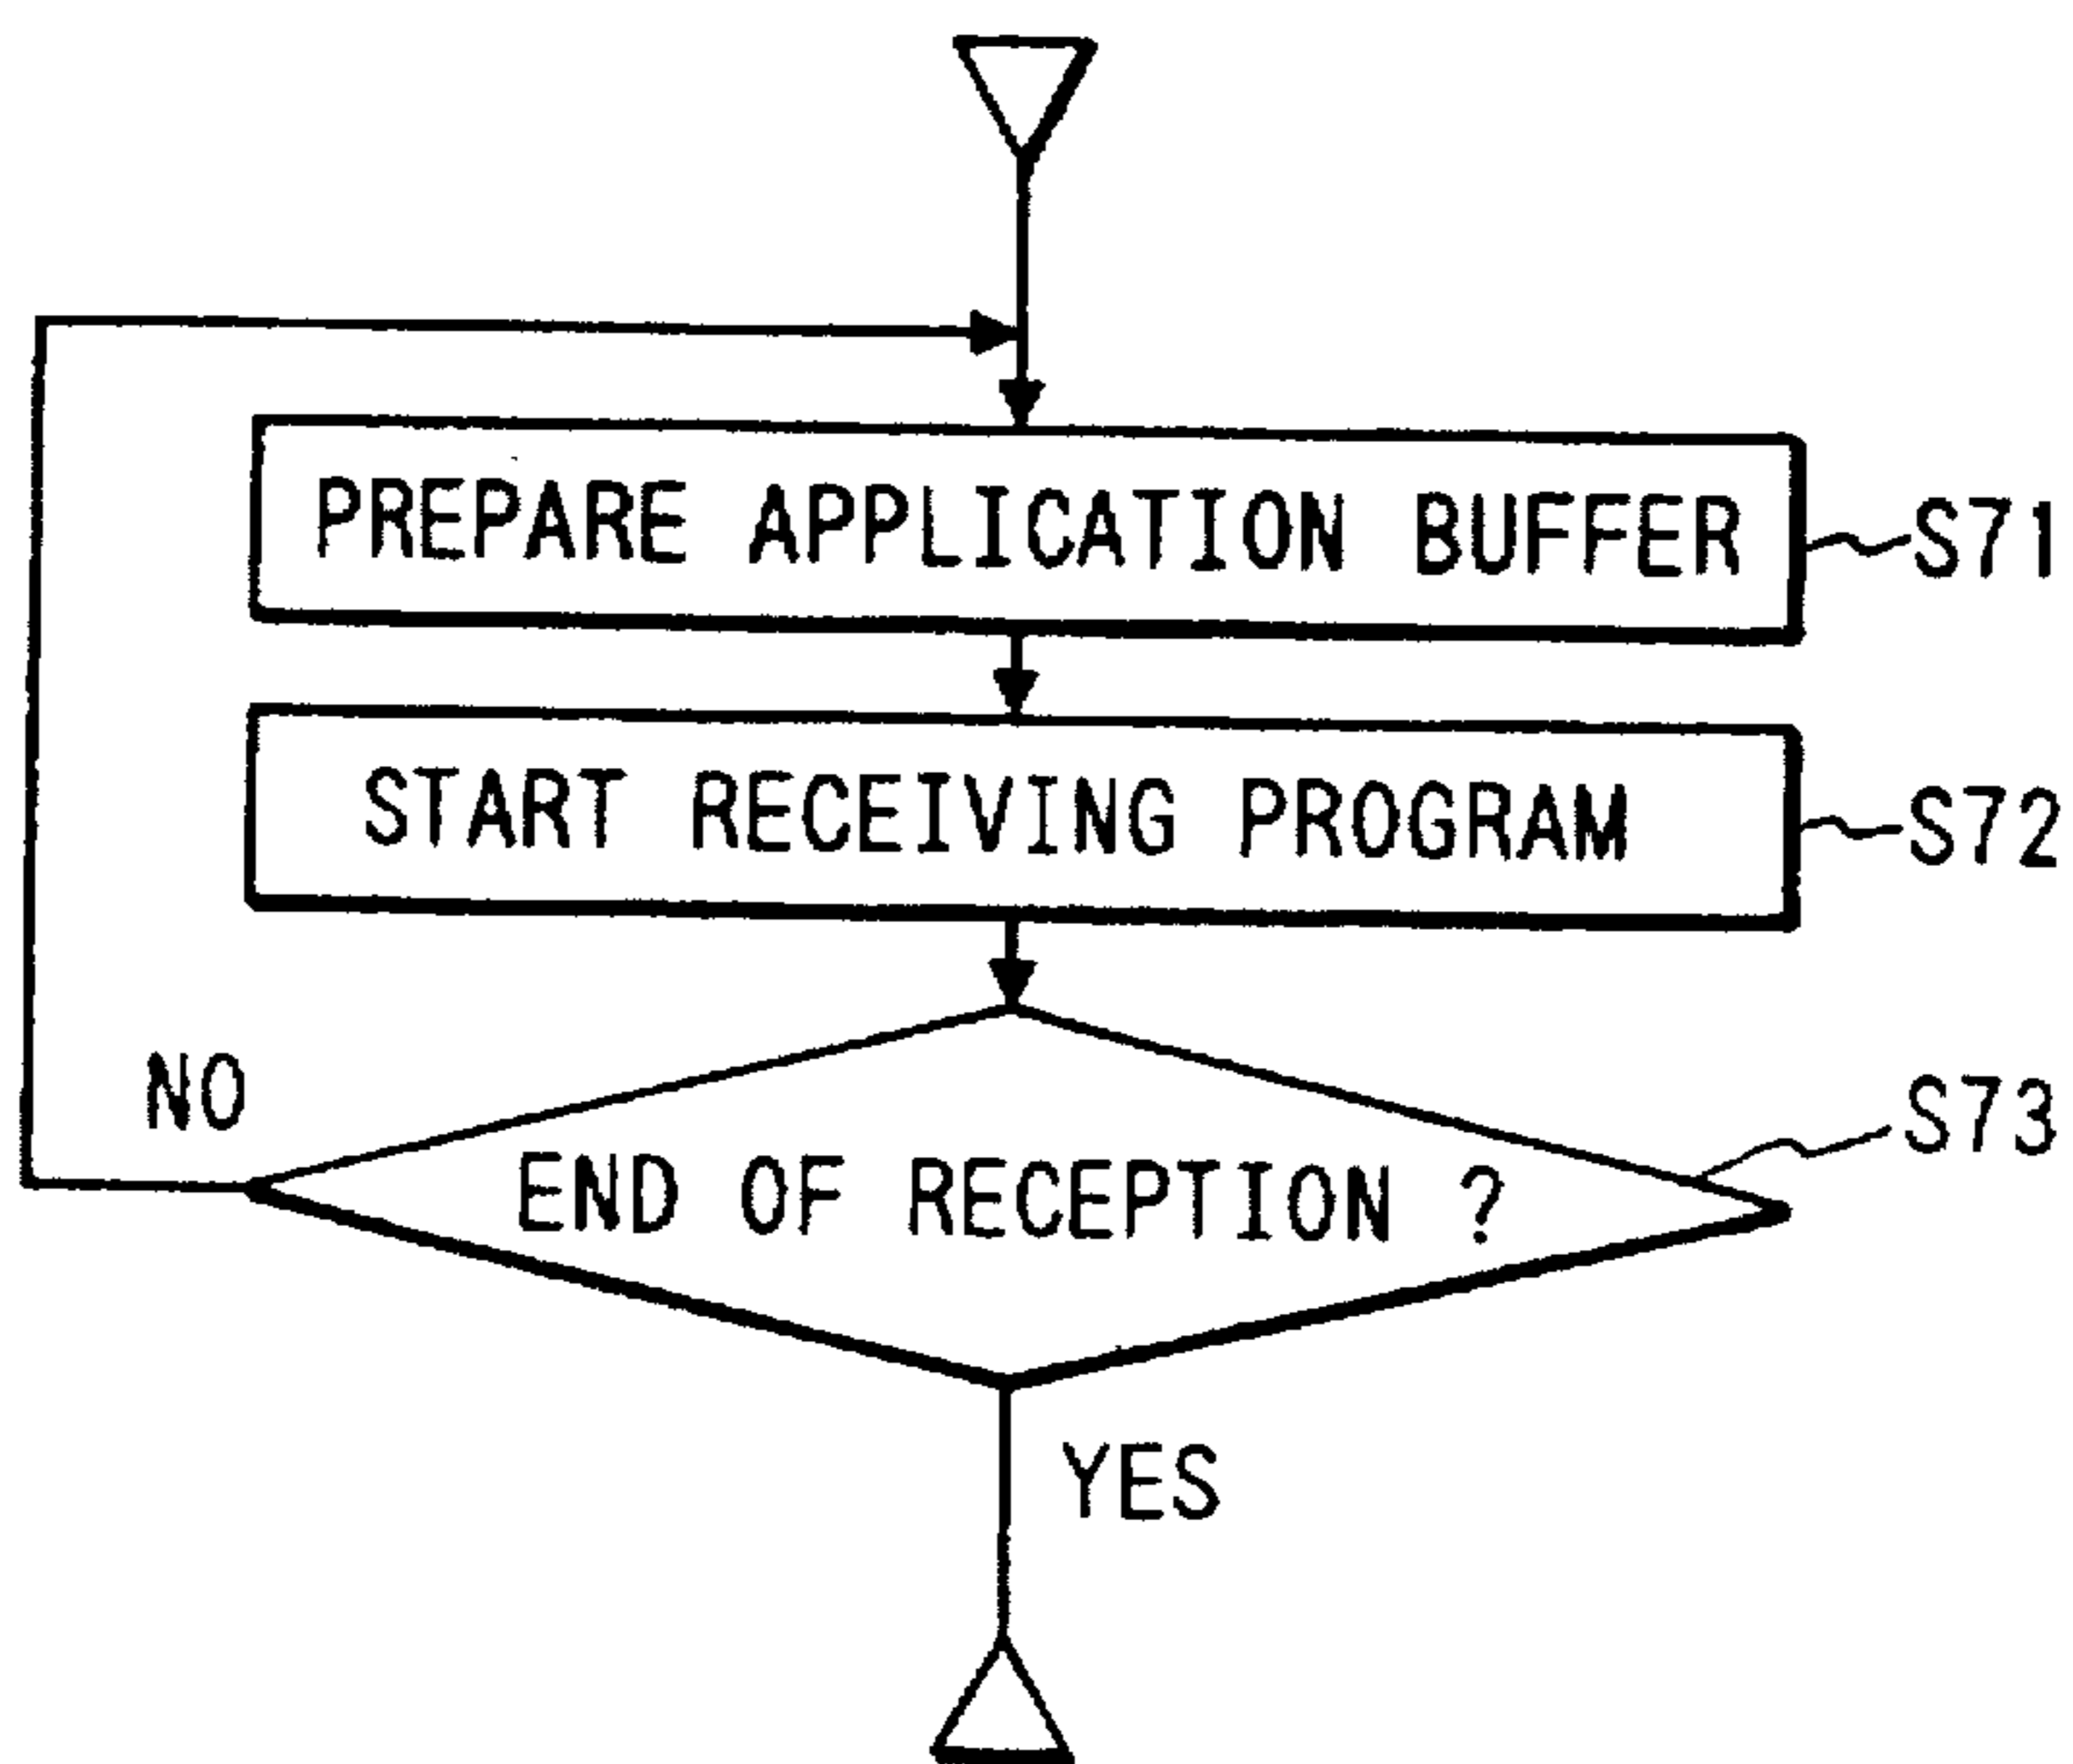 PREPARE APPLICATION BUFFER
S71
START RECEIVING PROGRAM
S72
NO
S73
END OF RECEPTION ?
YES